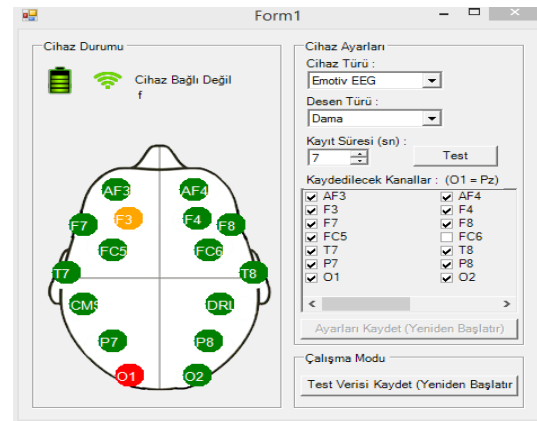 Form1
Cihaz Durumu
Cihaz Bağlı Değil
f
AF3 AF4
F7 F3 F4 F8
FC5 FC6
T7 T8
CMS DRL
P7 P8
O1 O2
Cihaz Ayarları
Cihaz Türü :
Emotiv EEG
Desen Türü :
Dama
Kayıt Süresi (sn) :
7 Test
Kaydedilecek Kanallar : (O1 = Pz)
AF3 AF4
F3 F4
F7 F8
FC5 FC6
T7 T8
P7 P8
O1 O2
Ayarları Kaydet (Yeniden Başlatır)
Çalışma Modu
Test Verisi Kaydet (Yeniden Başlatır